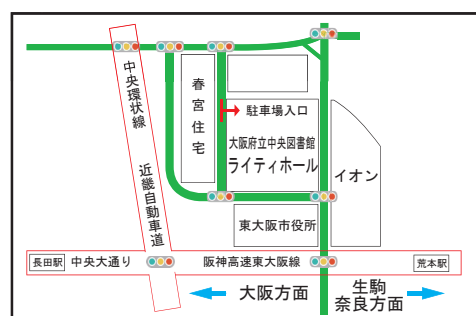 中央環状線
近畿自動車道
春宮住宅
駐車場入口
大阪府立中央図書館
ライティホール
イオン
東大阪市役所
長田駅
中央大通り
阪神高速東大阪線
荒本駅
大阪方面
生駒
奈良方面